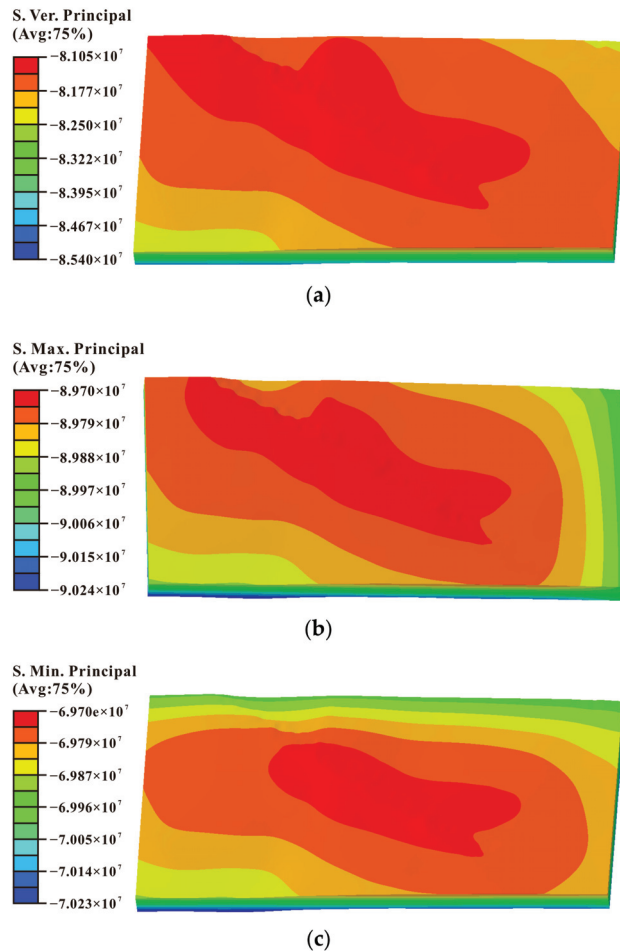 S. Ver. Principal
(Avg:75%)
−8.105×10⁷
−8.177×10⁷
−8.250×10⁷
−8.322×10⁷
−8.395×10⁷
−8.467×10⁷
−8.540×10⁷
(a)
S. Max. Principal
(Avg:75%)
−8.970×10⁷
−8.979×10⁷
−8.988×10⁷
−8.997×10⁷
−9.006×10⁷
−9.015×10⁷
−9.024×10⁷
(b)
S. Min. Principal
(Avg:75%)
−6.970e×10⁷
−6.979×10⁷
−6.987×10⁷
−6.996×10⁷
−7.005×10⁷
−7.014×10⁷
−7.023×10⁷
(c)